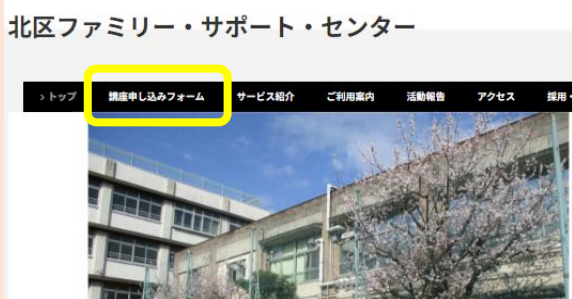 北区ファミリー・サポート・センター
> トップ 講座申し込みフォーム サービス紹介 ご利用案内 活動報告 アクセス 採用・